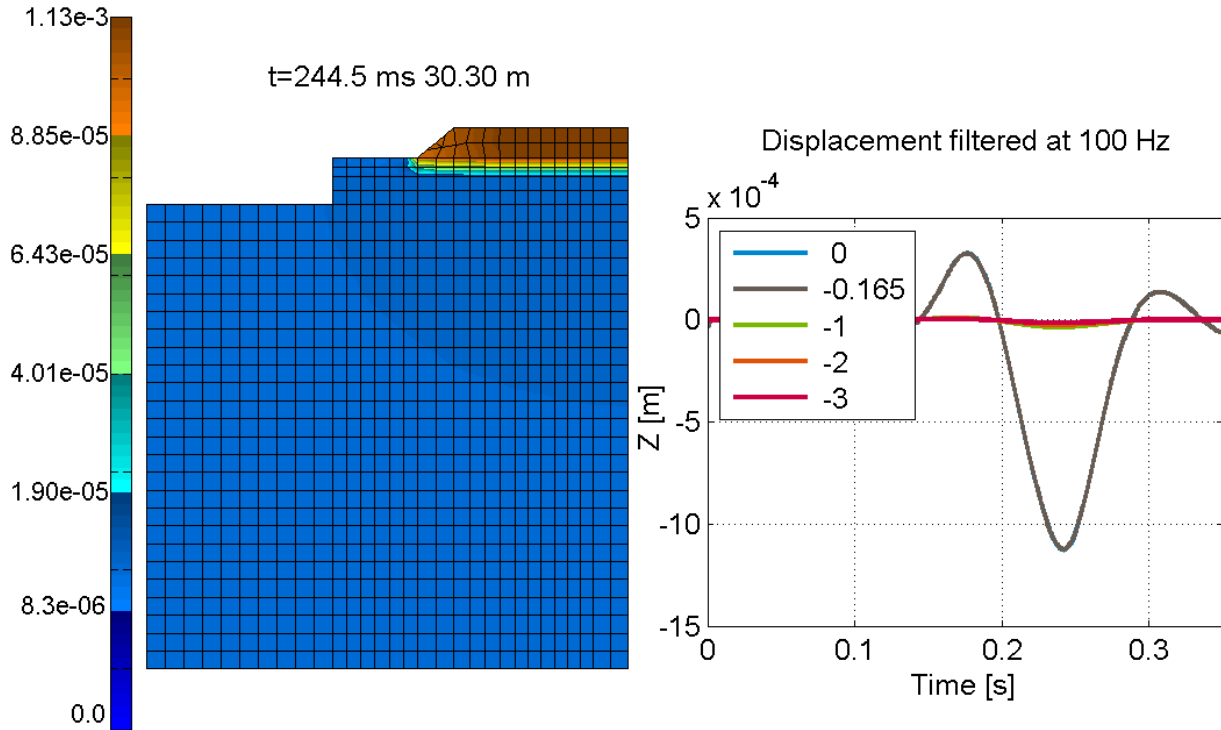 1.13e-3
8.85e-05
6.43e-05
4.01e-05
1.90e-05
8.3e-06
0.0
t=244.5 ms 30.30 m
Displacement filtered at 100 Hz
x 10^-4
5
0
-5
-10
-15
Z [m]
0
-0.165
-1
-2
-3
0 0.1 0.2 0.3
Time [s]